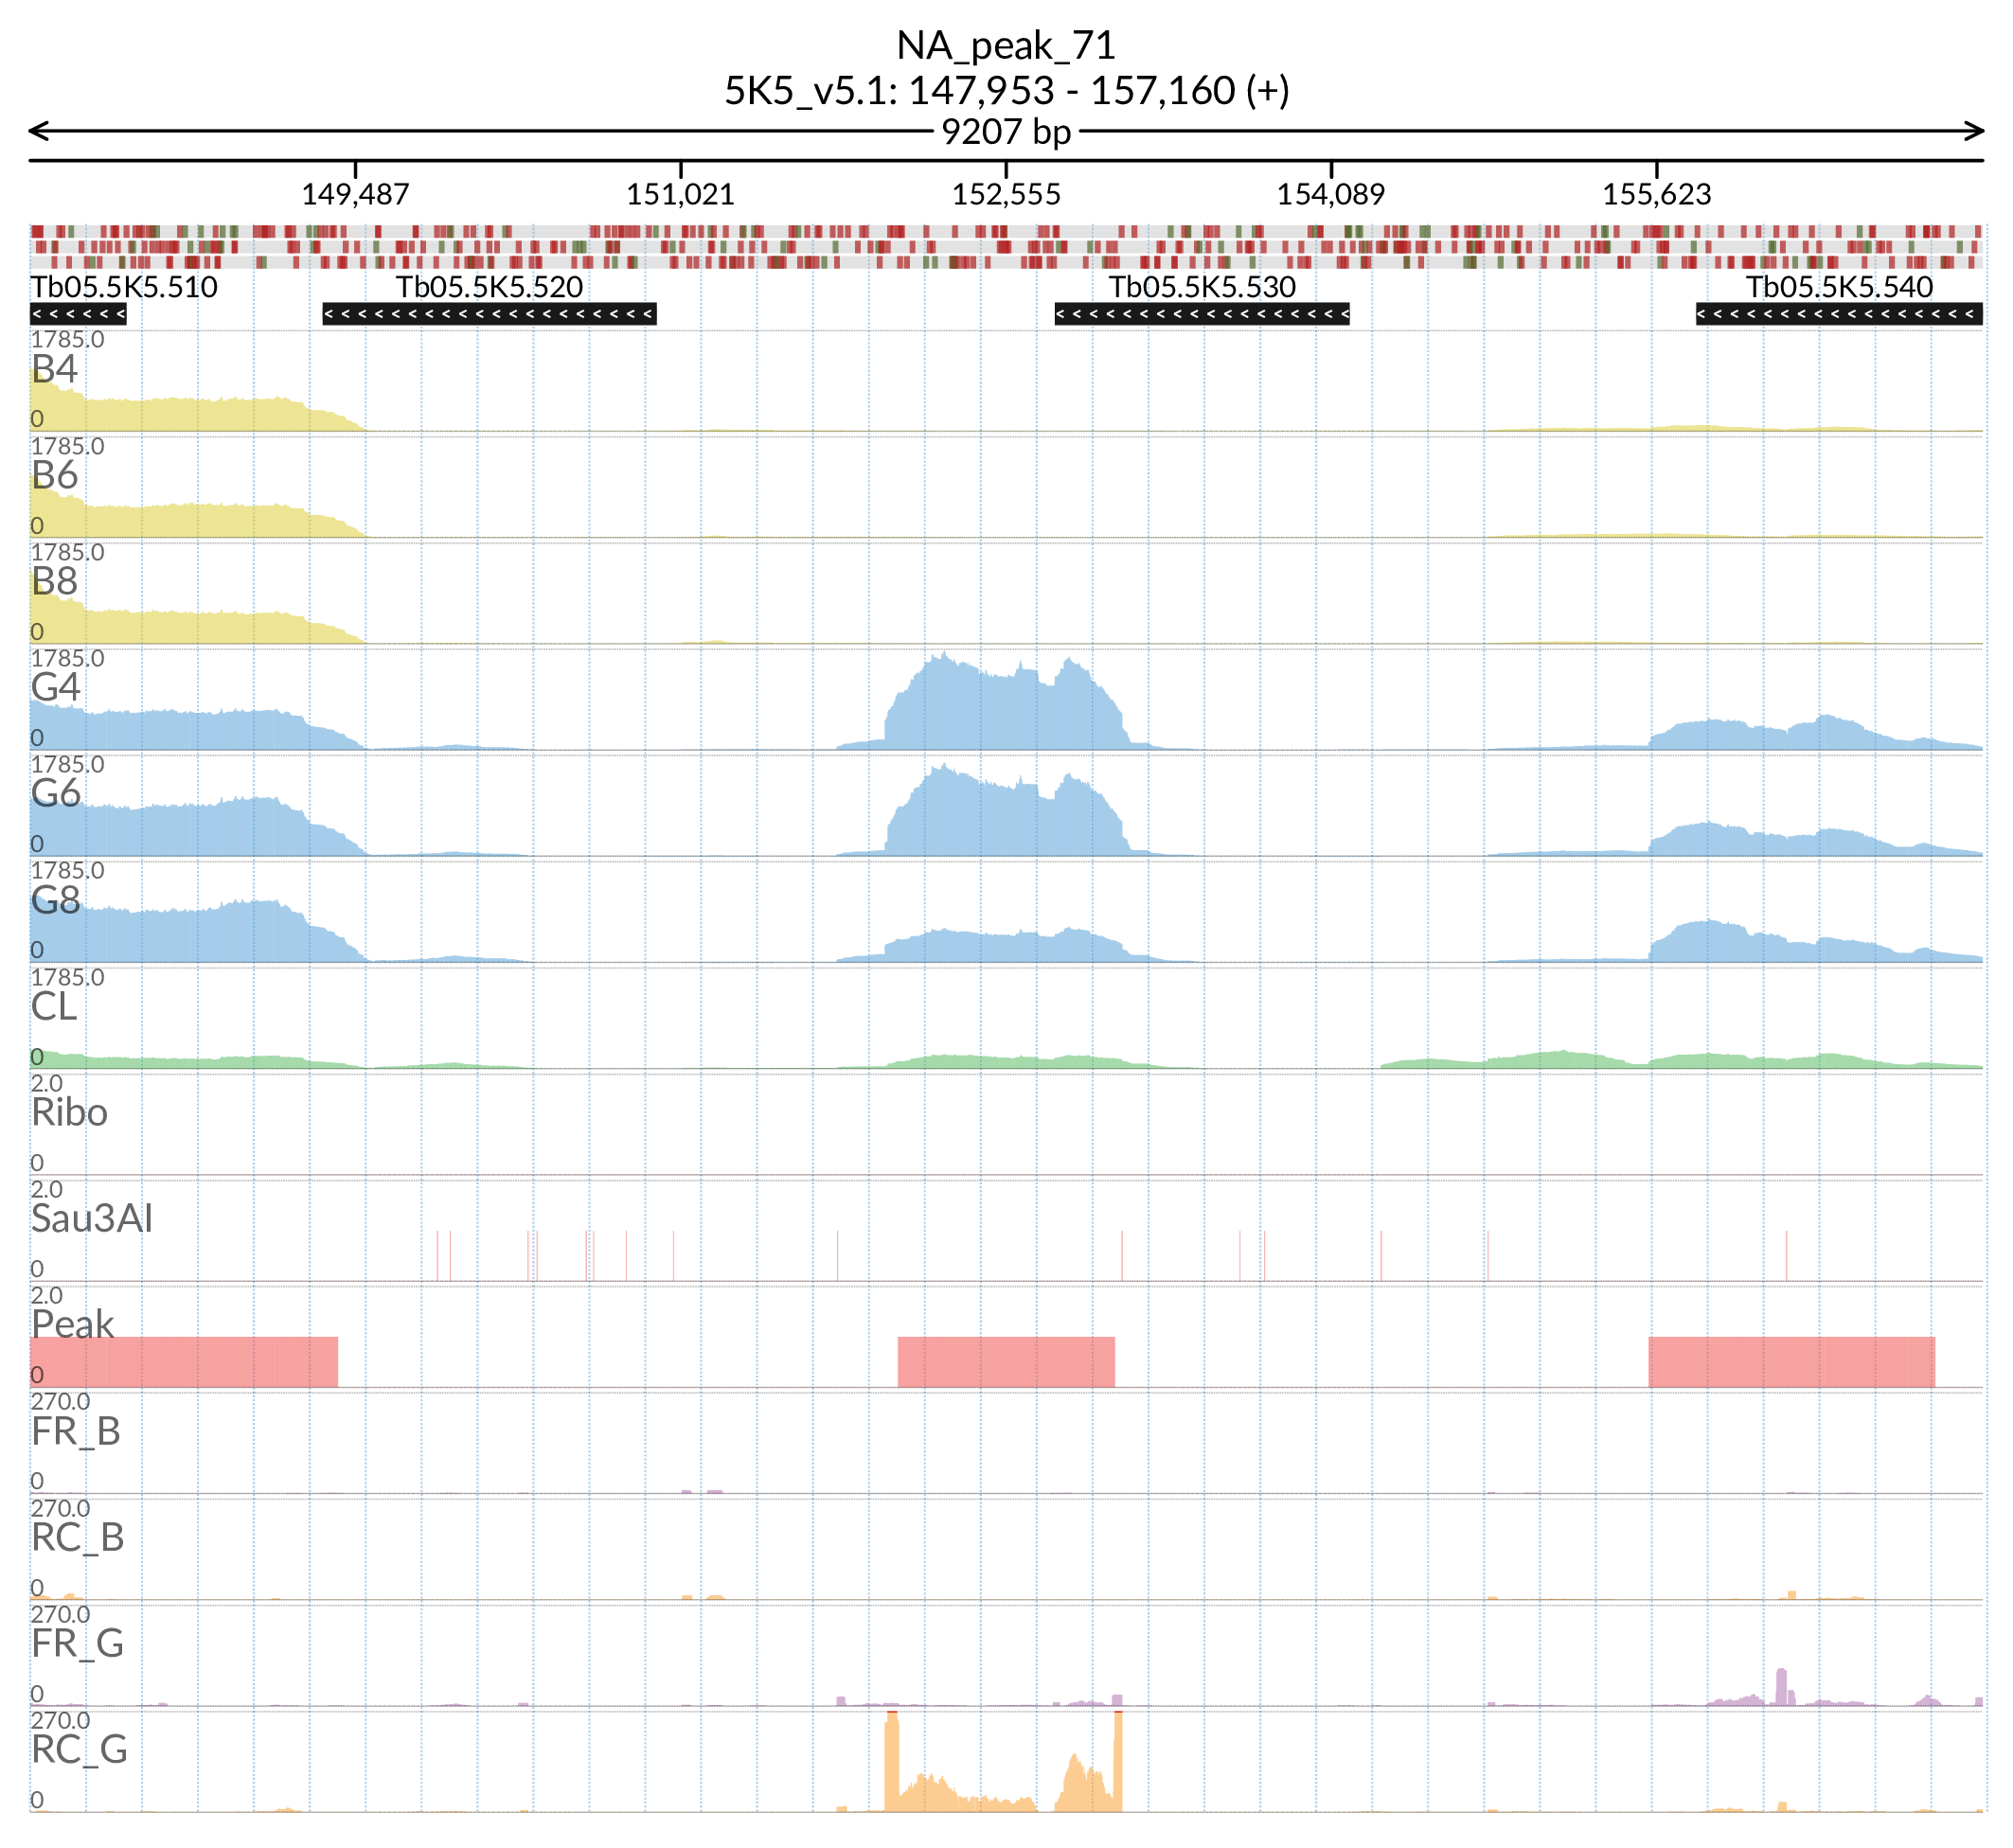 NA_peak_71
5K5_v5.1: 147,953 - 157,160 (+)
9207 bp
149,487 151,021 152,555 154,089 155,623
Tb05.5K5.510 Tb05.5K5.520 Tb05.5K5.530 Tb05.5K5.540
1785.0
B4
0
1785.0
B6
0
1785.0
B8
0
1785.0
G4
0
1785.0
G6
0
1785.0
G8
0
1785.0
CL
0
2.0
Ribo
0
2.0
Sau3AI
0
2.0
Peak
0
270.0
FR_B
0
270.0
RC_B
0
270.0
FR_G
0
270.0
RC_G
0